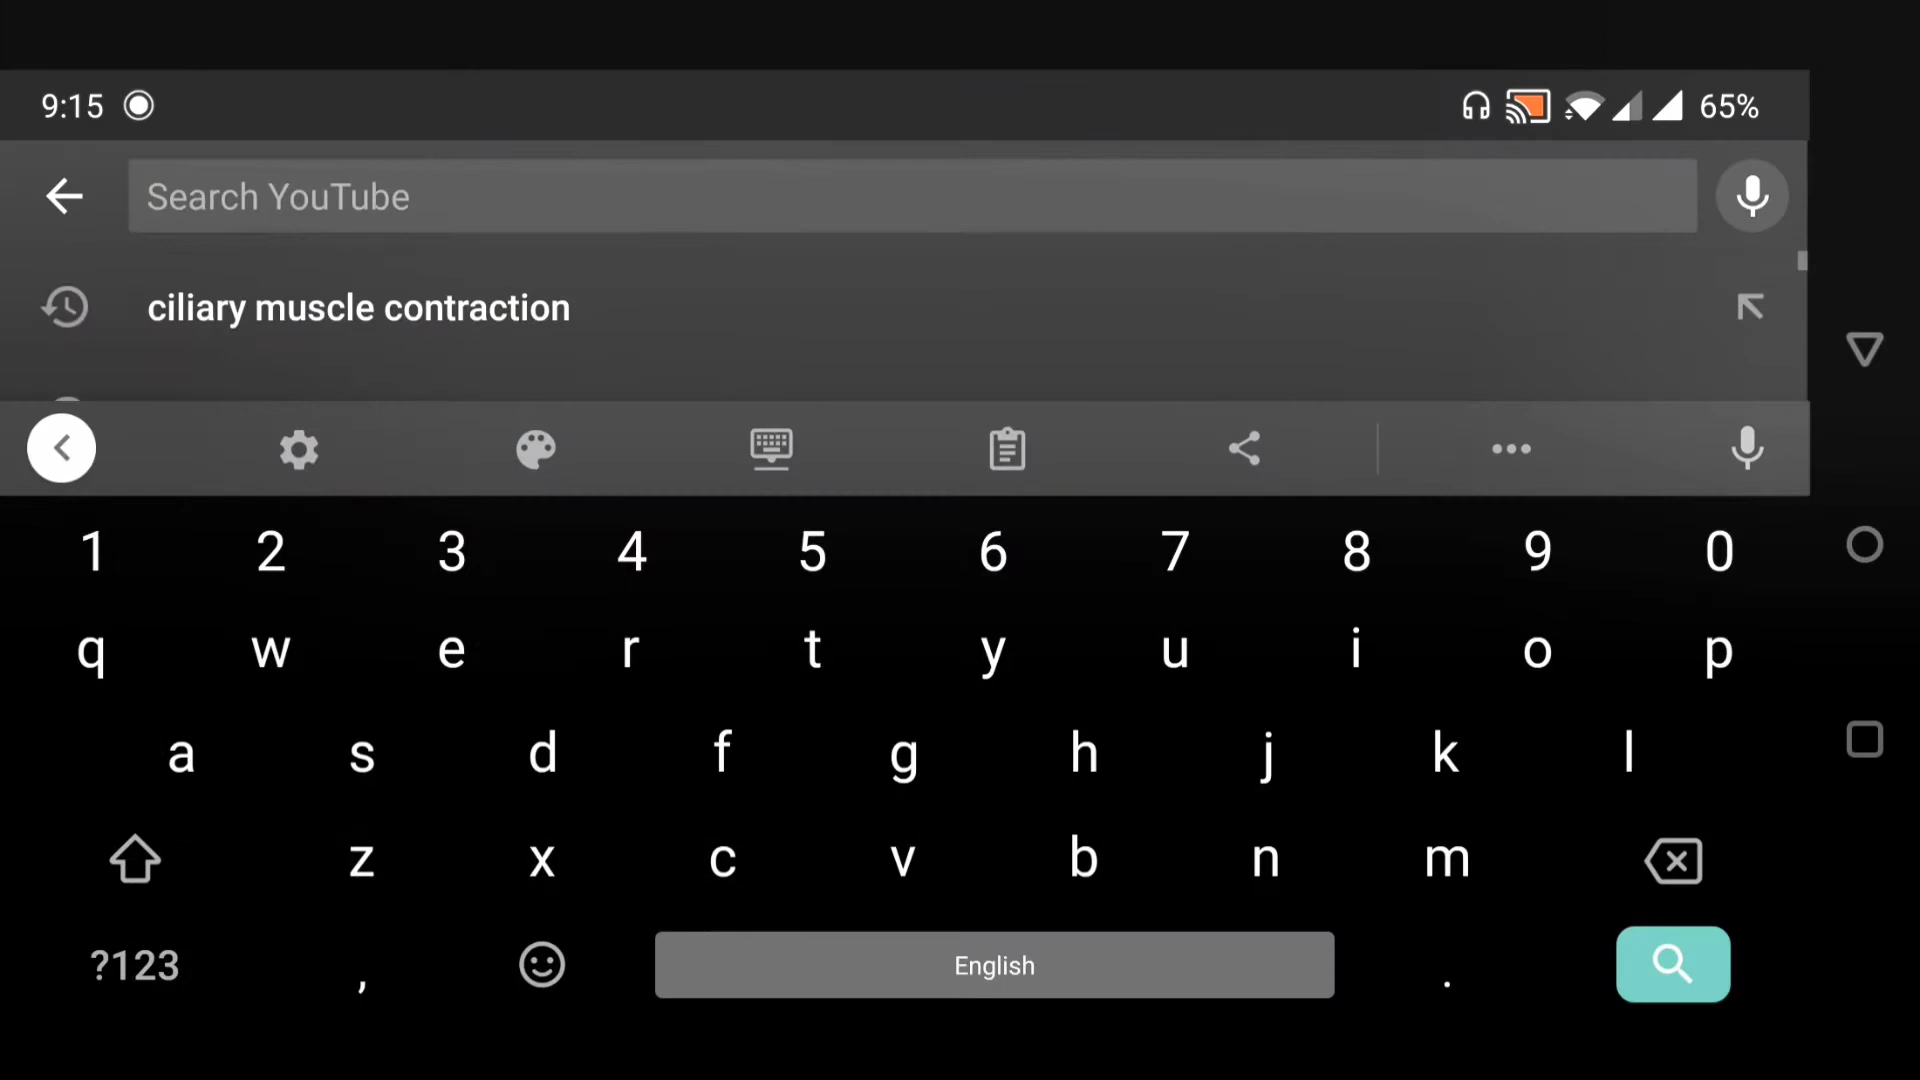 9:15 65%
Search YouTube
ciliary muscle contraction
1 2 3 4 5 6 7 8 9 0
q w e r t y u i o p
a s d f g h j k l
z x c v b n m
?123 , English .